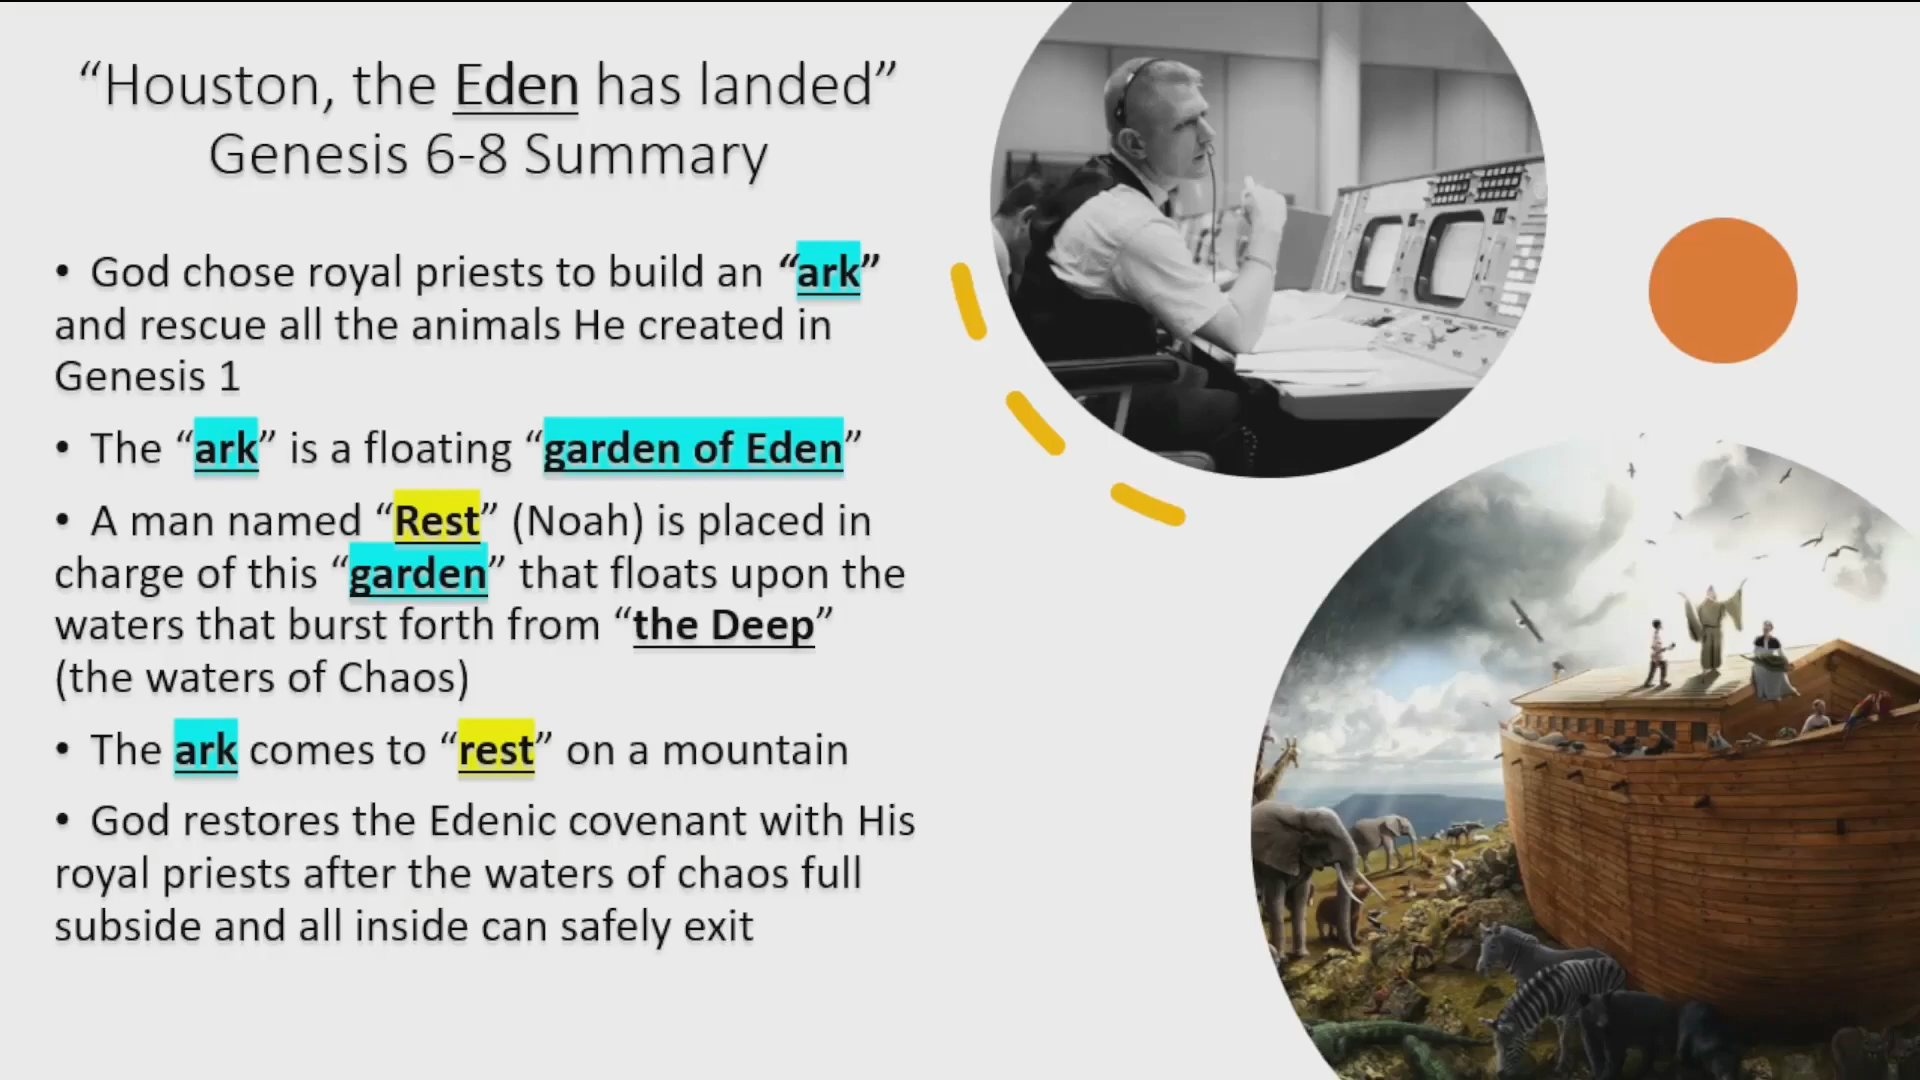 “Houston, the Eden has landed”
Genesis 6-8 Summary
• God chose royal priests to build an “ark”
and rescue all the animals He created in
Genesis 1
• The “ark” is a floating “garden of Eden”
• A man named “Rest” (Noah) is placed in
charge of this “garden” that floats upon the
waters that burst forth from “the Deep”
(the waters of Chaos)
• The ark comes to “rest” on a mountain
• God restores the Edenic covenant with His
royal priests after the waters of chaos full
subside and all inside can safely exit